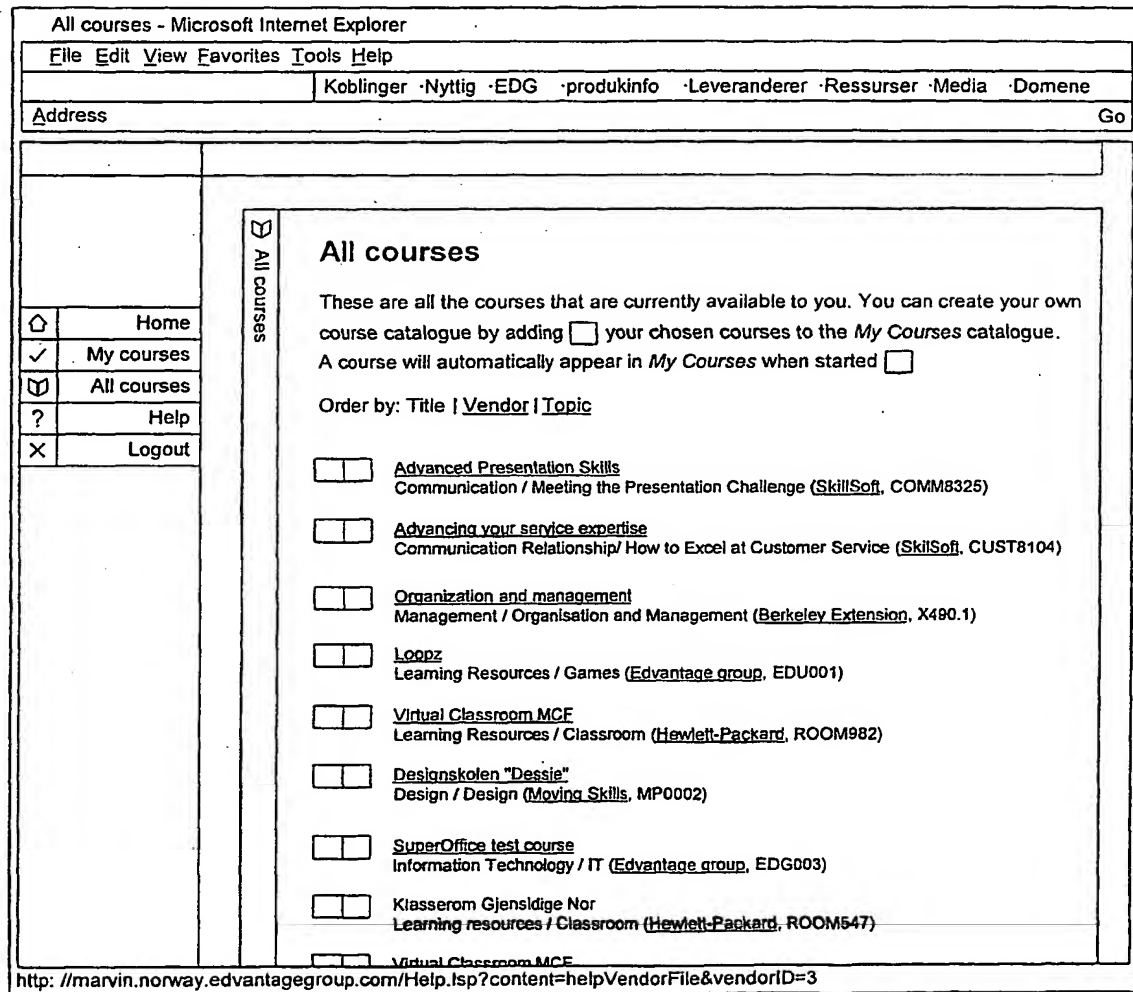 All courses - Microsoft Internet Explorer
File Edit View Favorites Tools Help
Koblinger ·Nyttig ·EDG ·produkinfo ·Leveranderer ·Ressurser ·Media ·Domene
Address Go
Home
My courses
All courses
? Help
Logout
All courses
All courses
These are all the courses that are currently available to you. You can create your own
course catalogue by adding your chosen courses to the My Courses catalogue.
A course will automatically appear in My Courses when started
Order by: Title | Vendor | Topic
Advanced Presentation Skills
Communication / Meeting the Presentation Challenge (SkillSoft, COMM8325)
Advancing your service expertise
Communication Relationship/ How to Excel at Customer Service (SkilSoft, CUST8104)
Organization and management
Management / Organisation and Management (Berkeley Extension, X490.1)
Loopz
Learning Resources / Games (Edvantage group, EDU001)
Virtual Classroom MCF
Learning Resources / Classroom (Hewlett-Packard, ROOM982)
Designskolen "Dessie"
Design / Design (Moving Skills, MP0002)
SuperOffice test course
Information Technology / IT (Edvantage group, EDG003)
Klasserom Gjensidige Nor
Learning resources / Classroom (Hewlett-Packard, ROOM547)
Virtual Classroom MCF
http: //marvin.norway.edvantagegroup.com/Help.lsp?content=helpVendorFile&vendorID=3